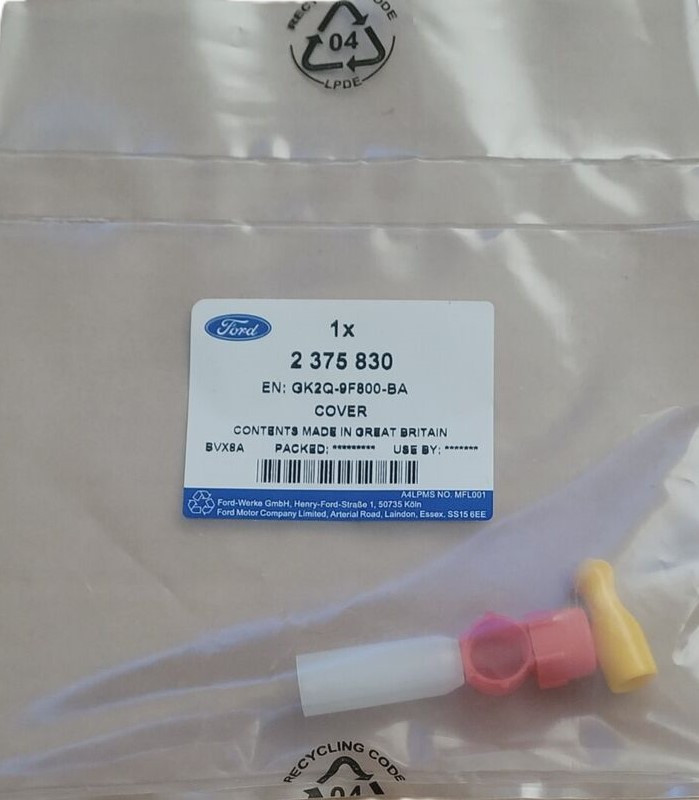 RECYCLING CODE
04
LPDE
Ford
1x
2 375 830
EN: GK2Q-9F800-BA
COVER
CONTENTS MADE IN GREAT BRITAIN
BVX8A PACKED: ********* USE BY: *******
A4LPMS NO. MFL001
Ford-Werke GmbH, Henry-Ford-Straße 1, 50735 Köln
Ford Motor Company Limited, Arterial Road, Laindon, Essex. SS15 6EE
RECYCLING CODE
04